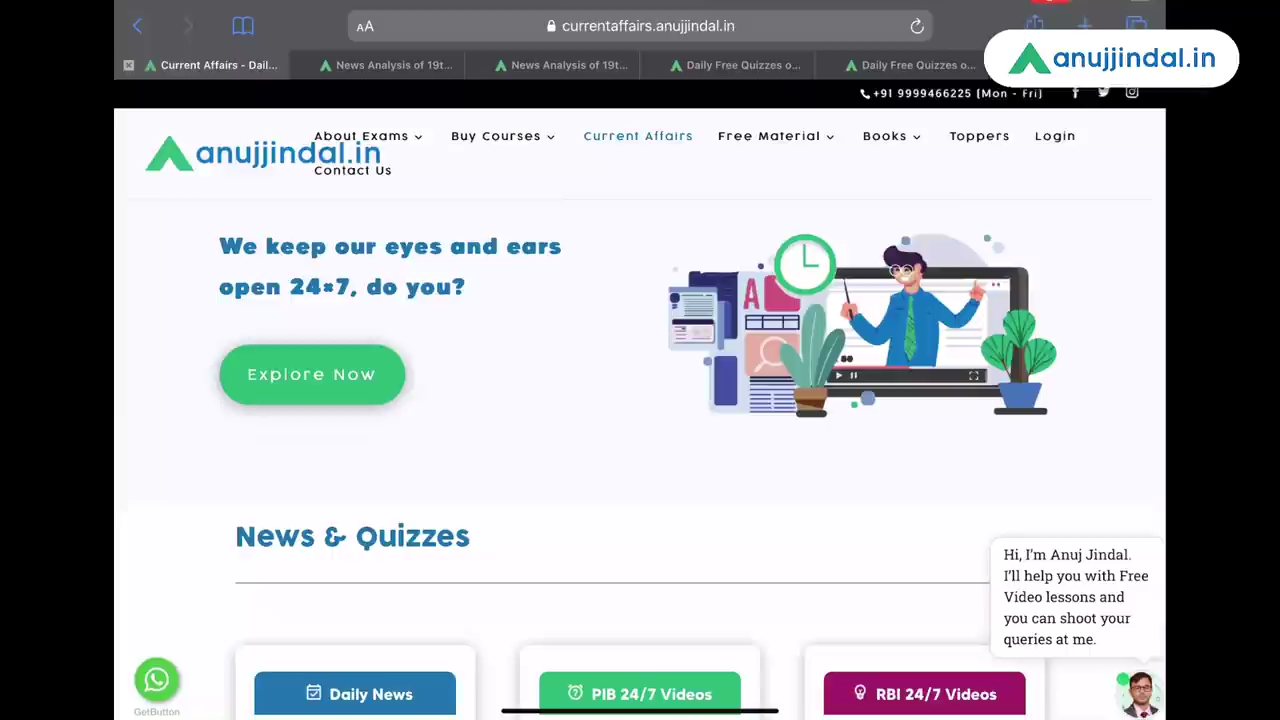 AA
currentaffairs.anujjindal.in
Current Affairs - Dail...
News Analysis of 19t...
News Analysis of 19t...
Daily Free Quizzes o...
Daily Free Quizzes o...
anujjindal.in
+91 9999466225 (Mon - Fri)
anujjindal.in
About Exams
Buy Courses
Current Affairs
Free Material
Books
Toppers
Login
Contact Us
We keep our eyes and ears
open 24×7, do you?
Explore Now
A
News & Quizzes
Hi, I'm Anuj Jindal.
I'll help you with Free
Video lessons and
you can shoot your
queries at me.
Daily News
PIB 24/7 Videos
RBI 24/7 Videos
GetButton